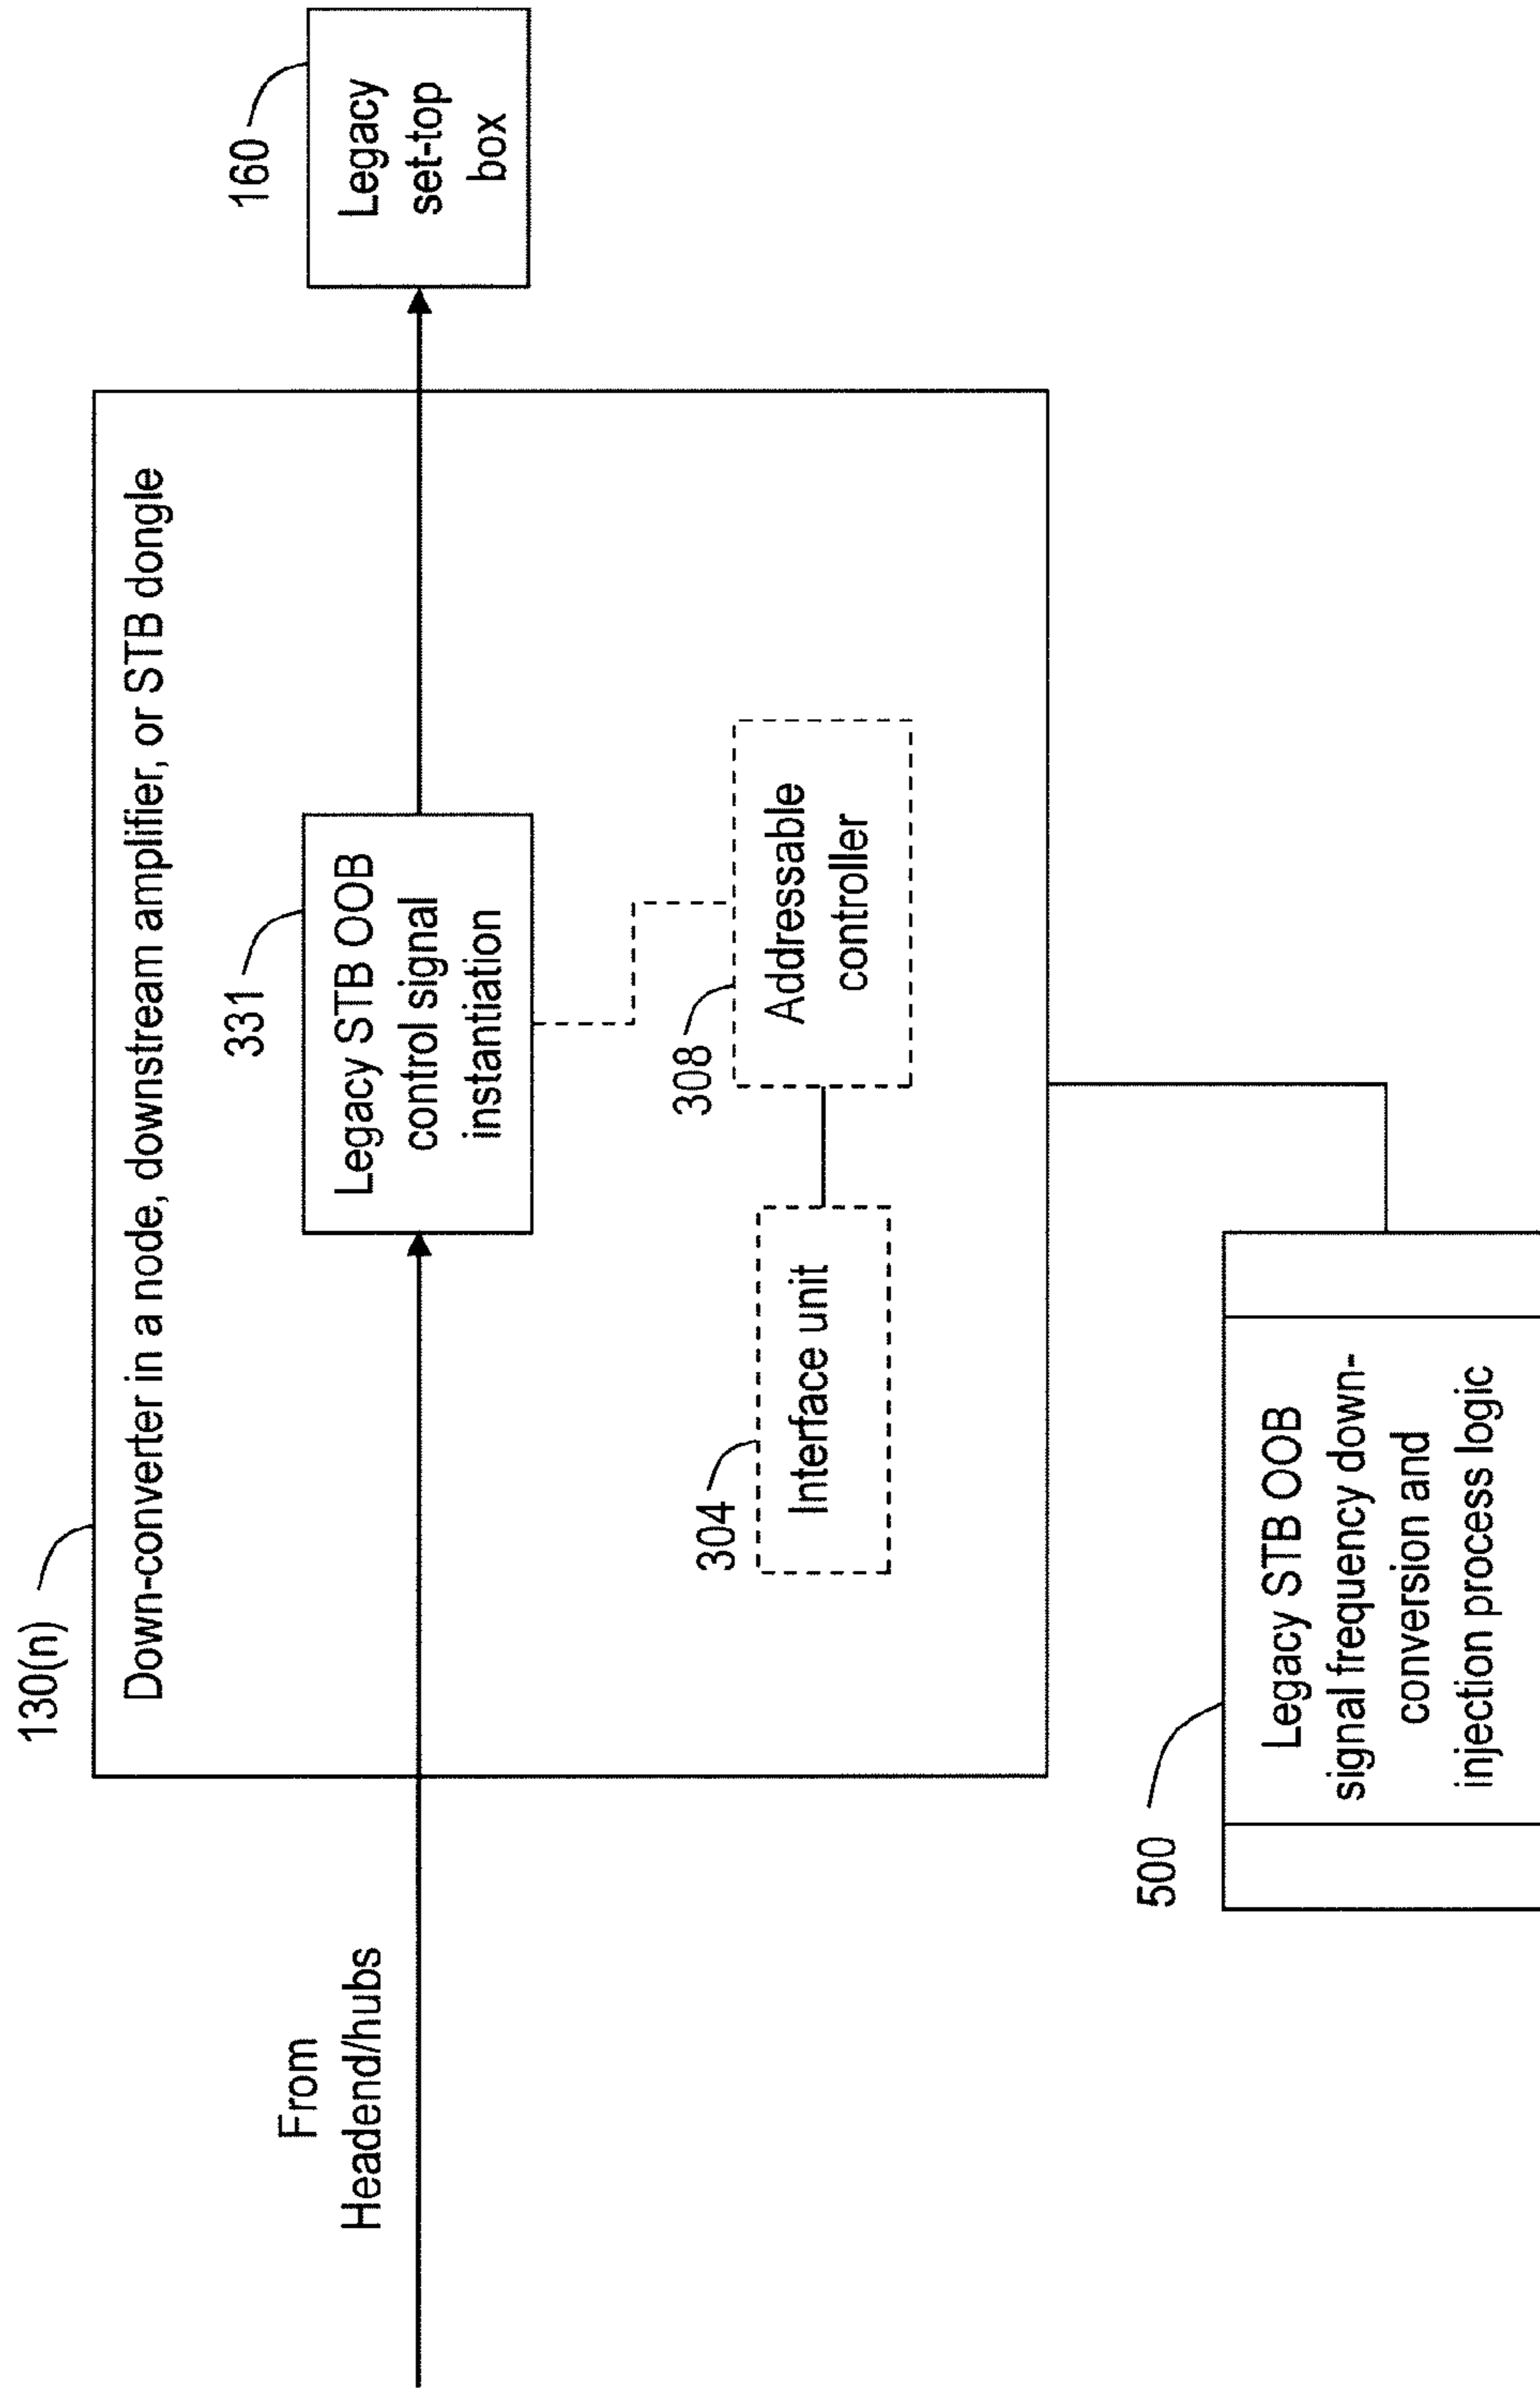 130(n)
Down-converter in a node, downstream amplifier, or STB dongle
From
Headend/hubs
331
Legacy STB OOB
control signal
instantiation
160
Legacy
set-top
box
304
Interface unit
308
Addressable
controller
500
Legacy STB OOB
signal frequency down-
conversion and
injection process logic